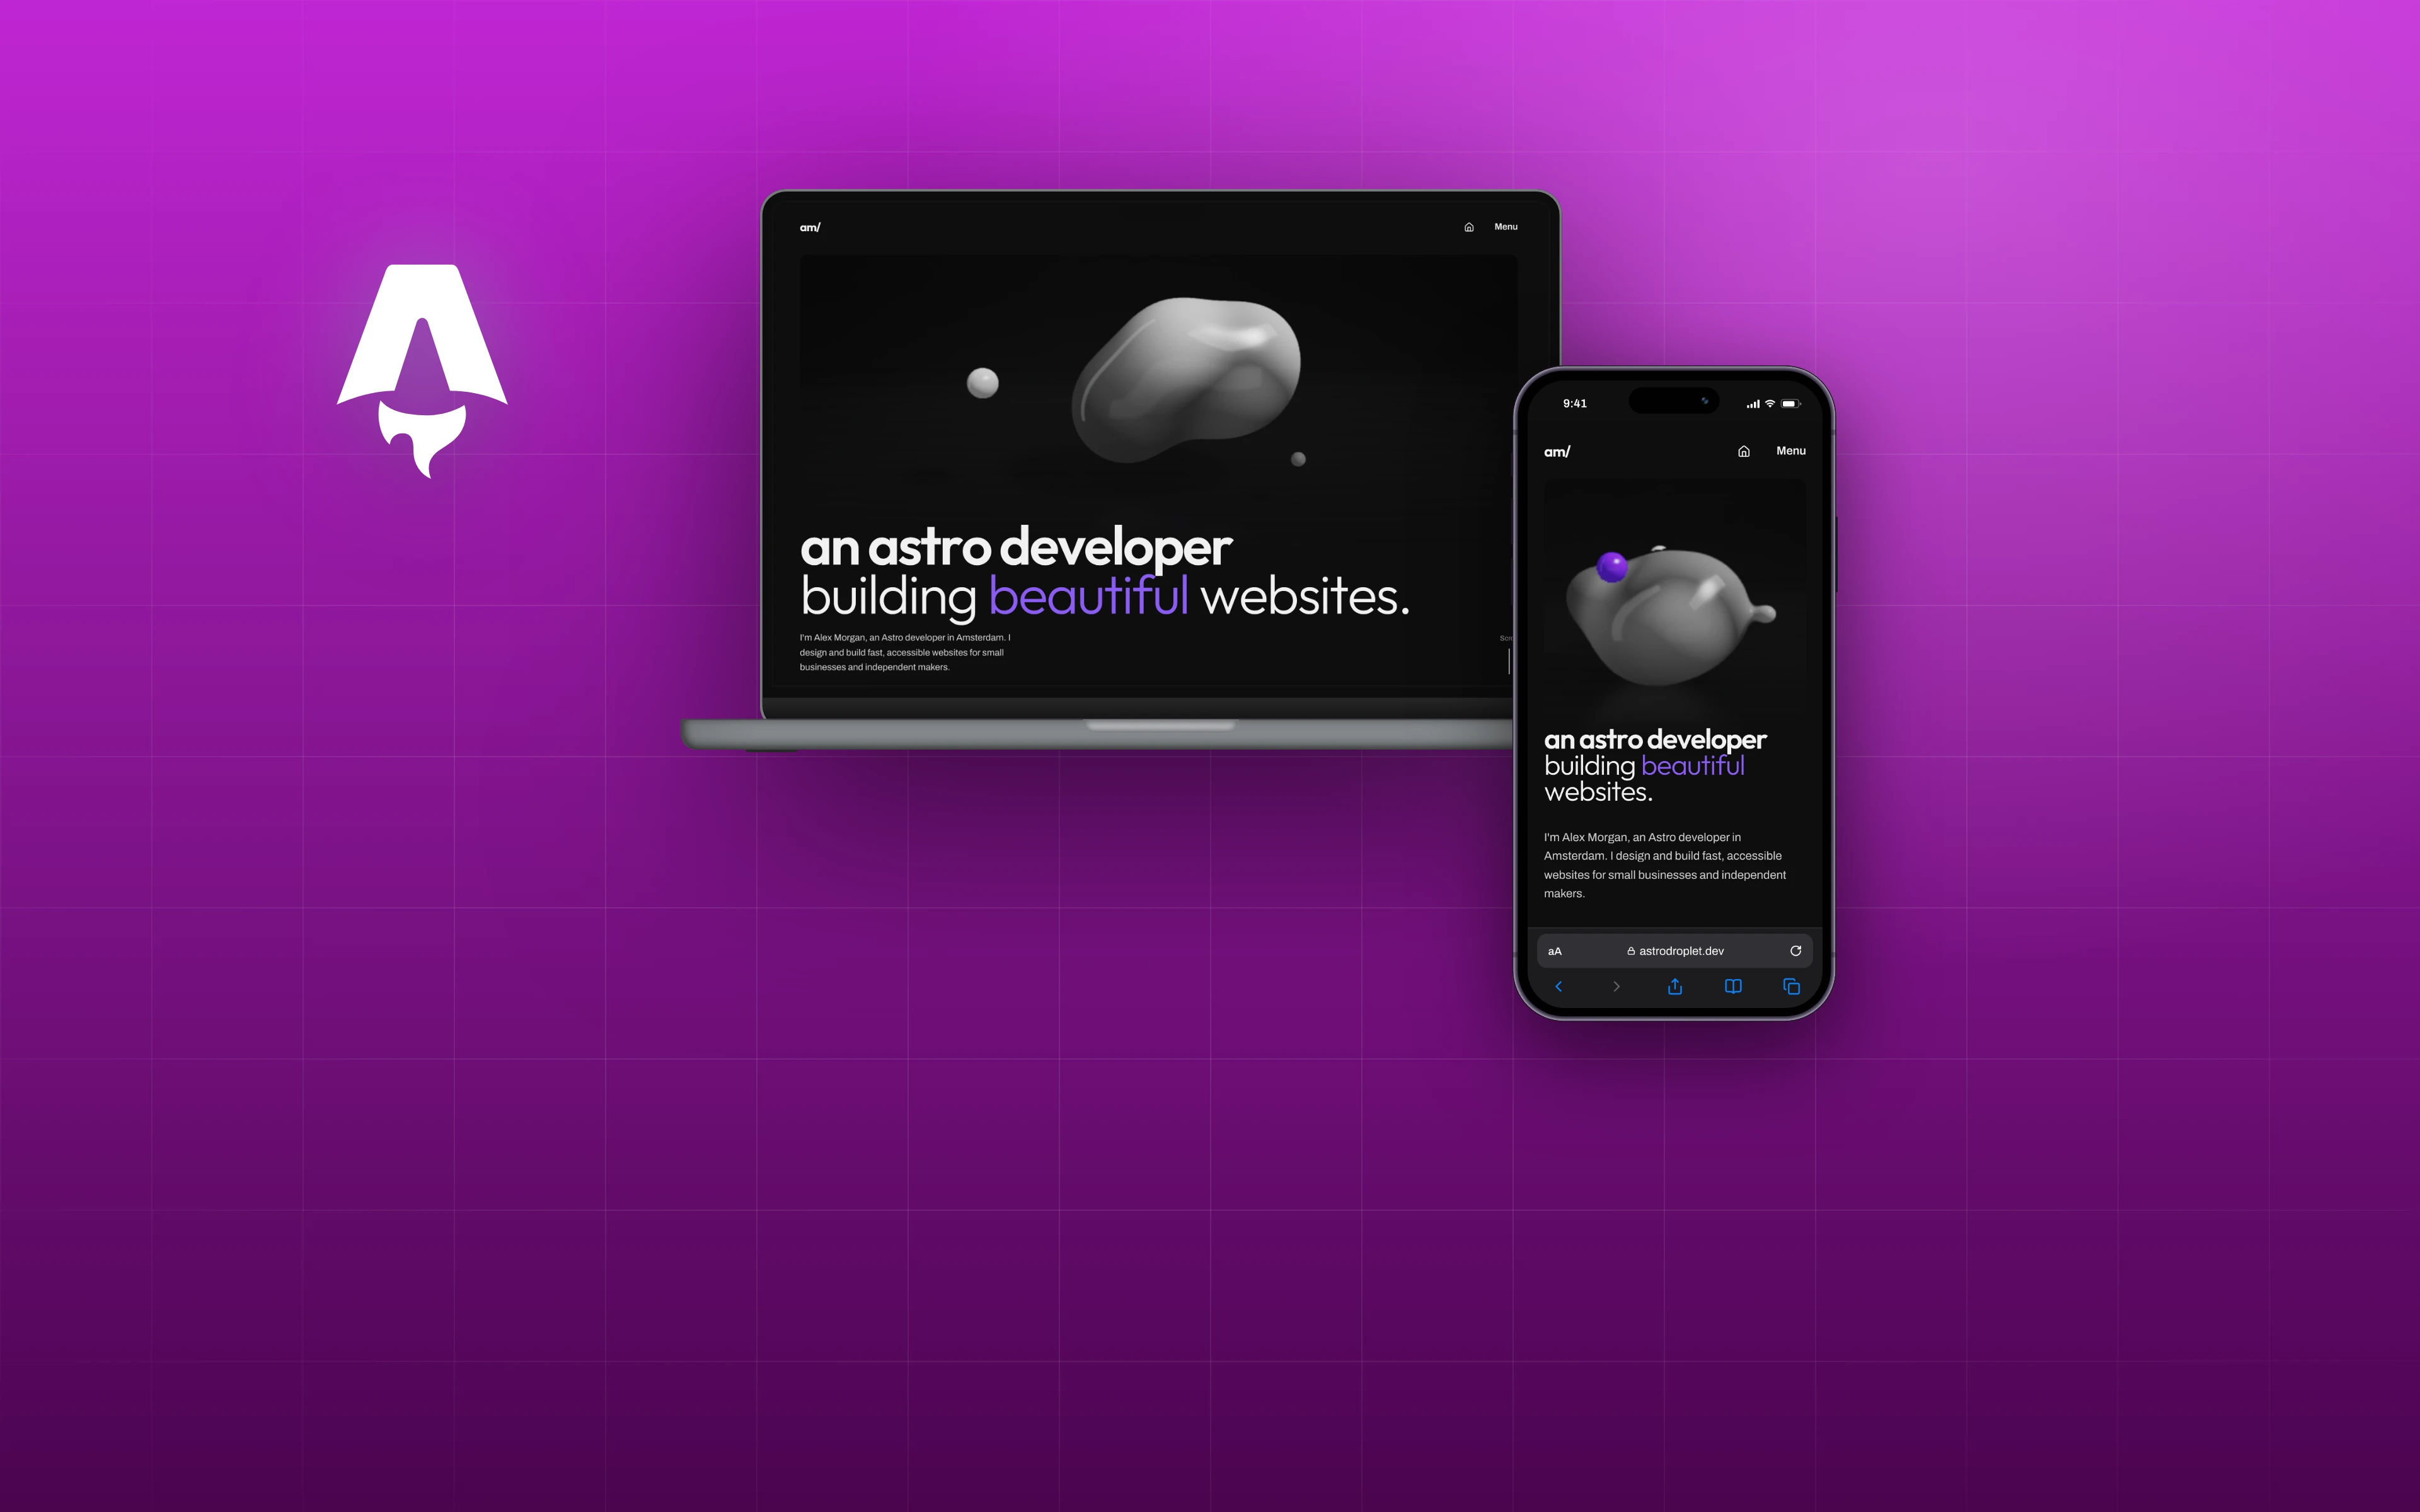 am/
Menu
an astro developer
building beautiful websites.
I'm Alex Morgan, an Astro developer in Amsterdam. I
design and build fast, accessible websites for small
businesses and independent makers.
9:41
am/
Menu
an astro developer
building beautiful
websites.
I'm Alex Morgan, an Astro developer in
Amsterdam. I design and build fast, accessible
websites for small businesses and independent
makers.
aA
astrodroplet.dev